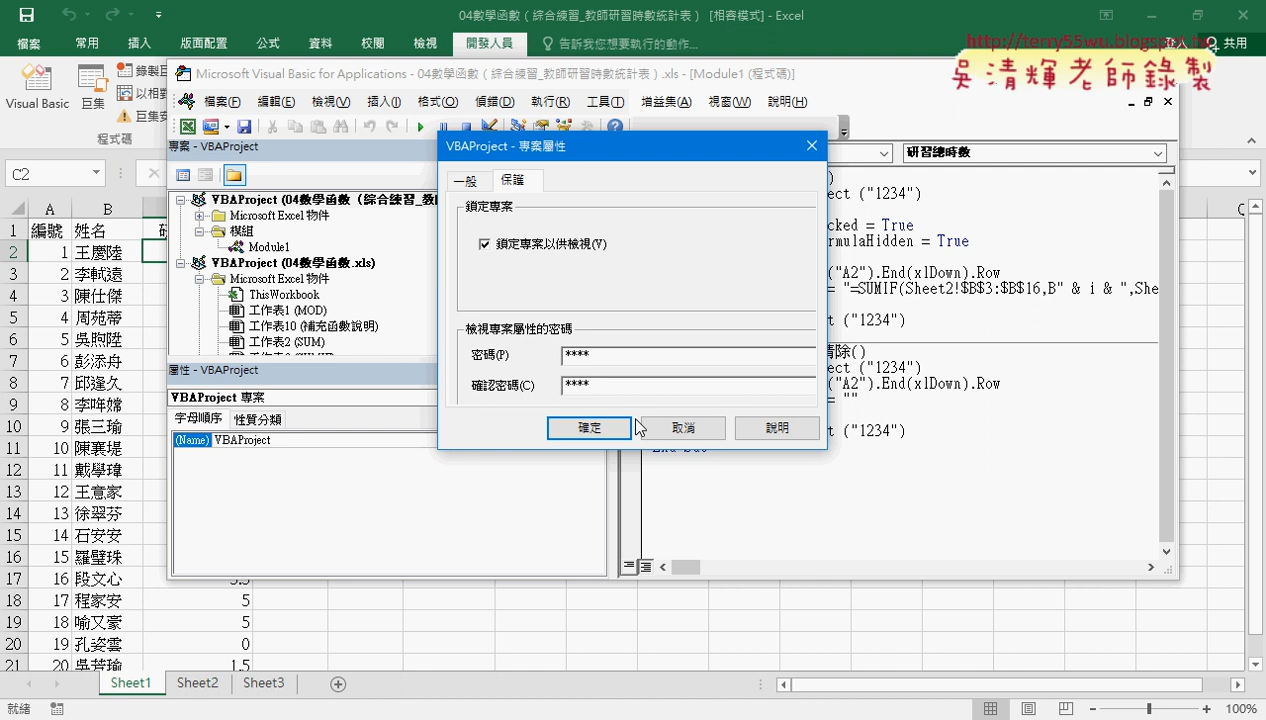 04數學函數（綜合練習_教師研習時數統計表） [相容模式] - Excel
http://terry55wu.blogspot.tw
吳清輝老師錄製
檔案 常用 插入 版面配置 公式 資料 校閱 檢視 開發人員 告訴我您想要執行的動作... 共用
Visual Basic 巨集
程式碼
Microsoft Visual Basic for Applications - 04數學函數（綜合練習_教師研習時數統計表）.xls - [Module1 (程式碼)]
檔案(F) 編輯(E) 檢視(V) 插入(I) 格式(O) 偵錯(D) 執行(R) 工具(T) 增益集(A) 視窗(W) 說明(H)
專案 - VBAProject
VBAProject (04數學函數（綜合練習_教
Microsoft Excel 物件
模組
Module1
VBAProject (04數學函數.xls)
Microsoft Excel 物件
ThisWorkbook
工作表1 (MOD)
工作表10 (補充函數說明)
工作表2 (SUM)
屬性 - VBAProject
VBAProject 專案
字母順序 性質分類
(Name) VBAProject
VBAProject - 專案屬性
一般 保護
鎖定專案
鎖定專案以供檢視(V)
檢視專案屬性的密碼
密碼(P) ****
確認密碼(C) ****
確定 取消 說明
研習總時數
)
ect ("1234")
cked = True
rmulaHidden = True
"A2").End(xlDown).Row
= "=SUMIF(Sheet2!$B$3:$B$16,B" & i & ",She
t ("1234")
清除()
ect ("1234")
"A2").End(xlDown).Row
= ""
t ("1234")
C2
A B
1 編號 姓名
2 1 王慶陸
3 2 李軾遠
4 3 陳仕傑
5 4 周苑蒂
6 5 吳煦陞
7 6 彭添舟
8 7 邱逢久
9 8 李
10 9 張三瑜
11 10 陳襄堤
12 11 戴學瑋
13 12 王意家
14 13 徐翠芬
15 14 石安安
16 15 羅壁珠
17 16 段文心 3.5
18 17 程家安 5
19 18 喻又豪 5
20 19 孔姿雲 0
21 20 吳芳瑜 1.5
Sheet1 Sheet2 Sheet3
就緒
100%